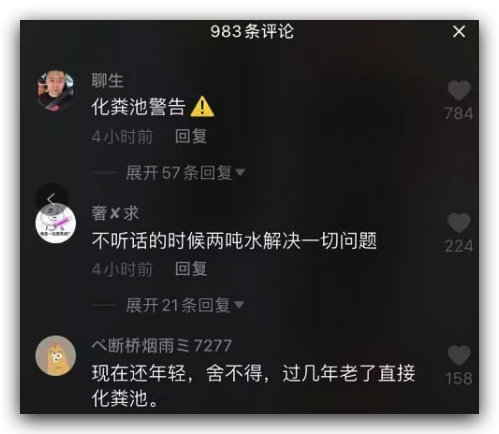 983条评论
聊生
化粪池警告⚠️
784
4小时前 回复
展开57条回复
奢✘求
不听话的时候两吨水解决一切问题
224
4小时前 回复
展开21条回复
ベ断桥烟雨ミ7277
现在还年轻，舍不得，过几年老了直接
158
化粪池。